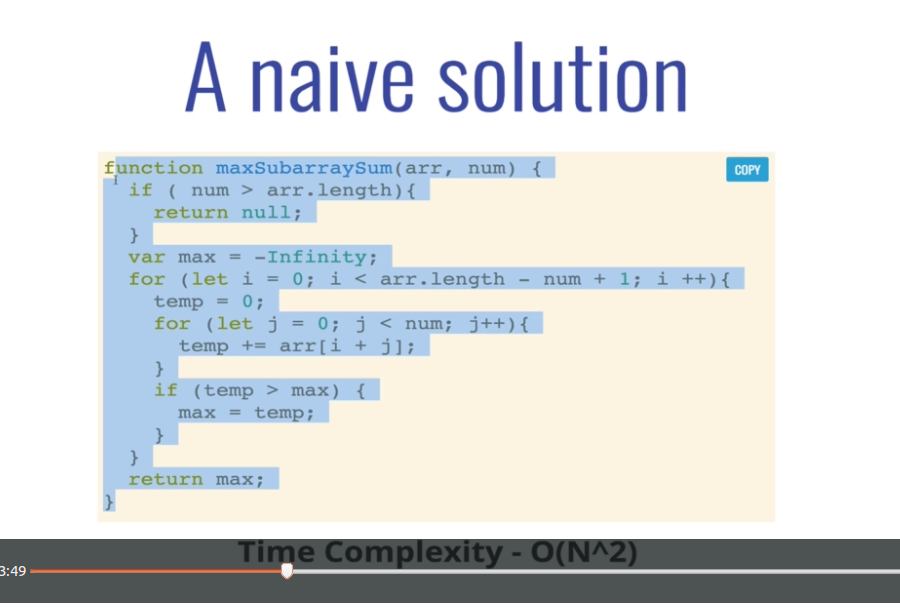 A naive solution
COPY
function maxSubarraySum(arr, num) {
  if ( num > arr.length){
    return null;
  }
  var max = -Infinity;
  for (let i = 0; i < arr.length - num + 1; i ++){
    temp = 0;
    for (let j = 0; j < num; j++){
      temp += arr[i + j];
    }
    if (temp > max) {
      max = temp;
    }
  }
  return max;
}
Time Complexity - O(N^2)
3:49